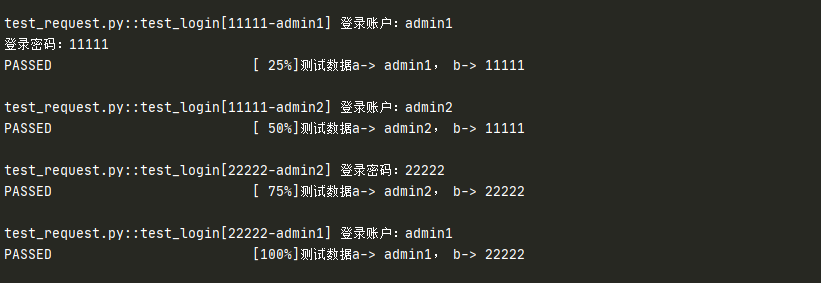 test_request.py::test_login[11111-admin1] 登录账户：admin1
登录密码：11111
PASSED                         [ 25%]测试数据a-> admin1， b-> 11111
test_request.py::test_login[11111-admin2] 登录账户：admin2
PASSED                         [ 50%]测试数据a-> admin2， b-> 11111
test_request.py::test_login[22222-admin2] 登录密码：22222
PASSED                         [ 75%]测试数据a-> admin2， b-> 22222
test_request.py::test_login[22222-admin1] 登录账户：admin1
PASSED                         [100%]测试数据a-> admin1， b-> 22222